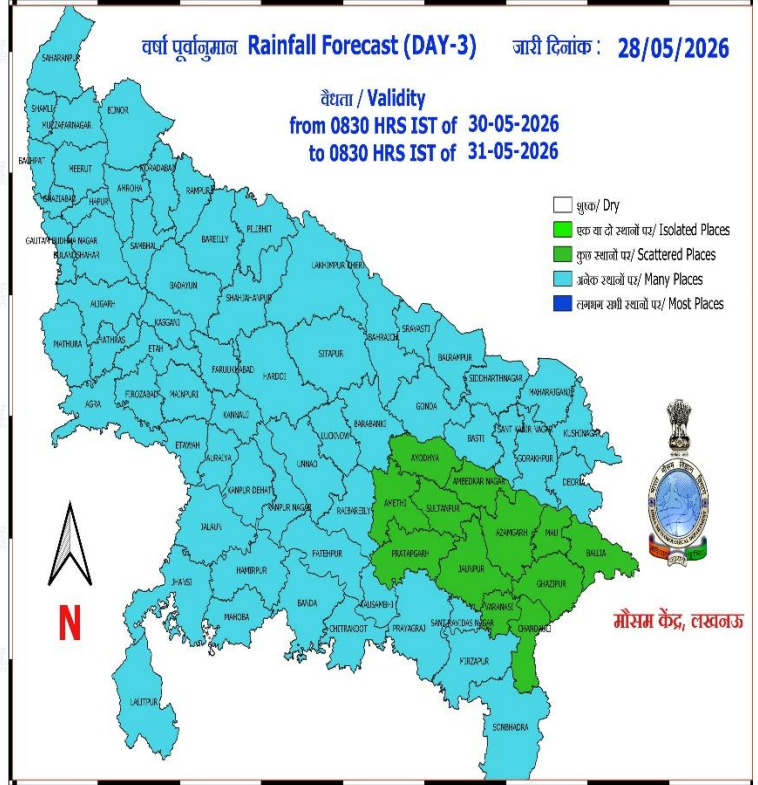 वर्षा पूर्वानुमान Rainfall Forecast (DAY-3) जारी दिनांक : 28/05/2026
वैधता / Validity
from 0830 HRS IST of 30-05-2026
to 0830 HRS IST of 31-05-2026
शुष्क/ Dry
एक या दो स्थानों पर/ Isolated Places
कुछ स्थानों पर/ Scattered Places
अनेक स्थानों पर/ Many Places
लगभग सभी स्थानों पर/ Most Places
SAHARANPUR
SHAMLI
MUZZAFARNAGAR
BIJNOR
BAGHPAT
MEERUT
MORADABAD
AMROHA
RAMPUR
GHAZIABAD
HAPUR
GAUTAM BUDDHA NAGAR
BULANDSHAHAR
SAMBHAL
BAREILLY
PILIBHIT
LAKHIMPUR KHERI
BADAYUN
SHAHJAHANPUR
ALIGARH
KASGANJ
MATHURA
HATHRAS
ETAH
FARUKHABAD
HARDOI
SITAPUR
BAHRAICH
SRAVASTI
BALRAMPUR
SIDDHARTHNAGAR
MAHARAJGANJ
AGRA
FIROZABAD
MAINPURI
KANNAUJ
GONDA
BASTI
SANT KABIR NAGAR
KUSHINAGAR
GORAKHPUR
DEORIA
ETAWAH
AURAIYA
UNNAO
LUCKNOW
BARABANKI
AYODHYA
AMBEDKAR NAGAR
KANPUR DEHAT
KANPUR NAGAR
RAIBAREILY
AMETHI
SULTANPUR
AZAMGARH
MAU
BALLIA
JALAUN
FATEHPUR
PRATAPGARH
JAUNPUR
GHAZIPUR
JHANSI
HAMIRPUR
MAHOBA
BANDA
CHITRAKOOT
KAUSAMBHI
PRAYAGRAJ
SANT RAVIDAS NAGAR
VARANASI
CHANDAULI
MIRZAPUR
LALITPUR
SONBHADRA
N
मौसम केंद्र, लखनऊ